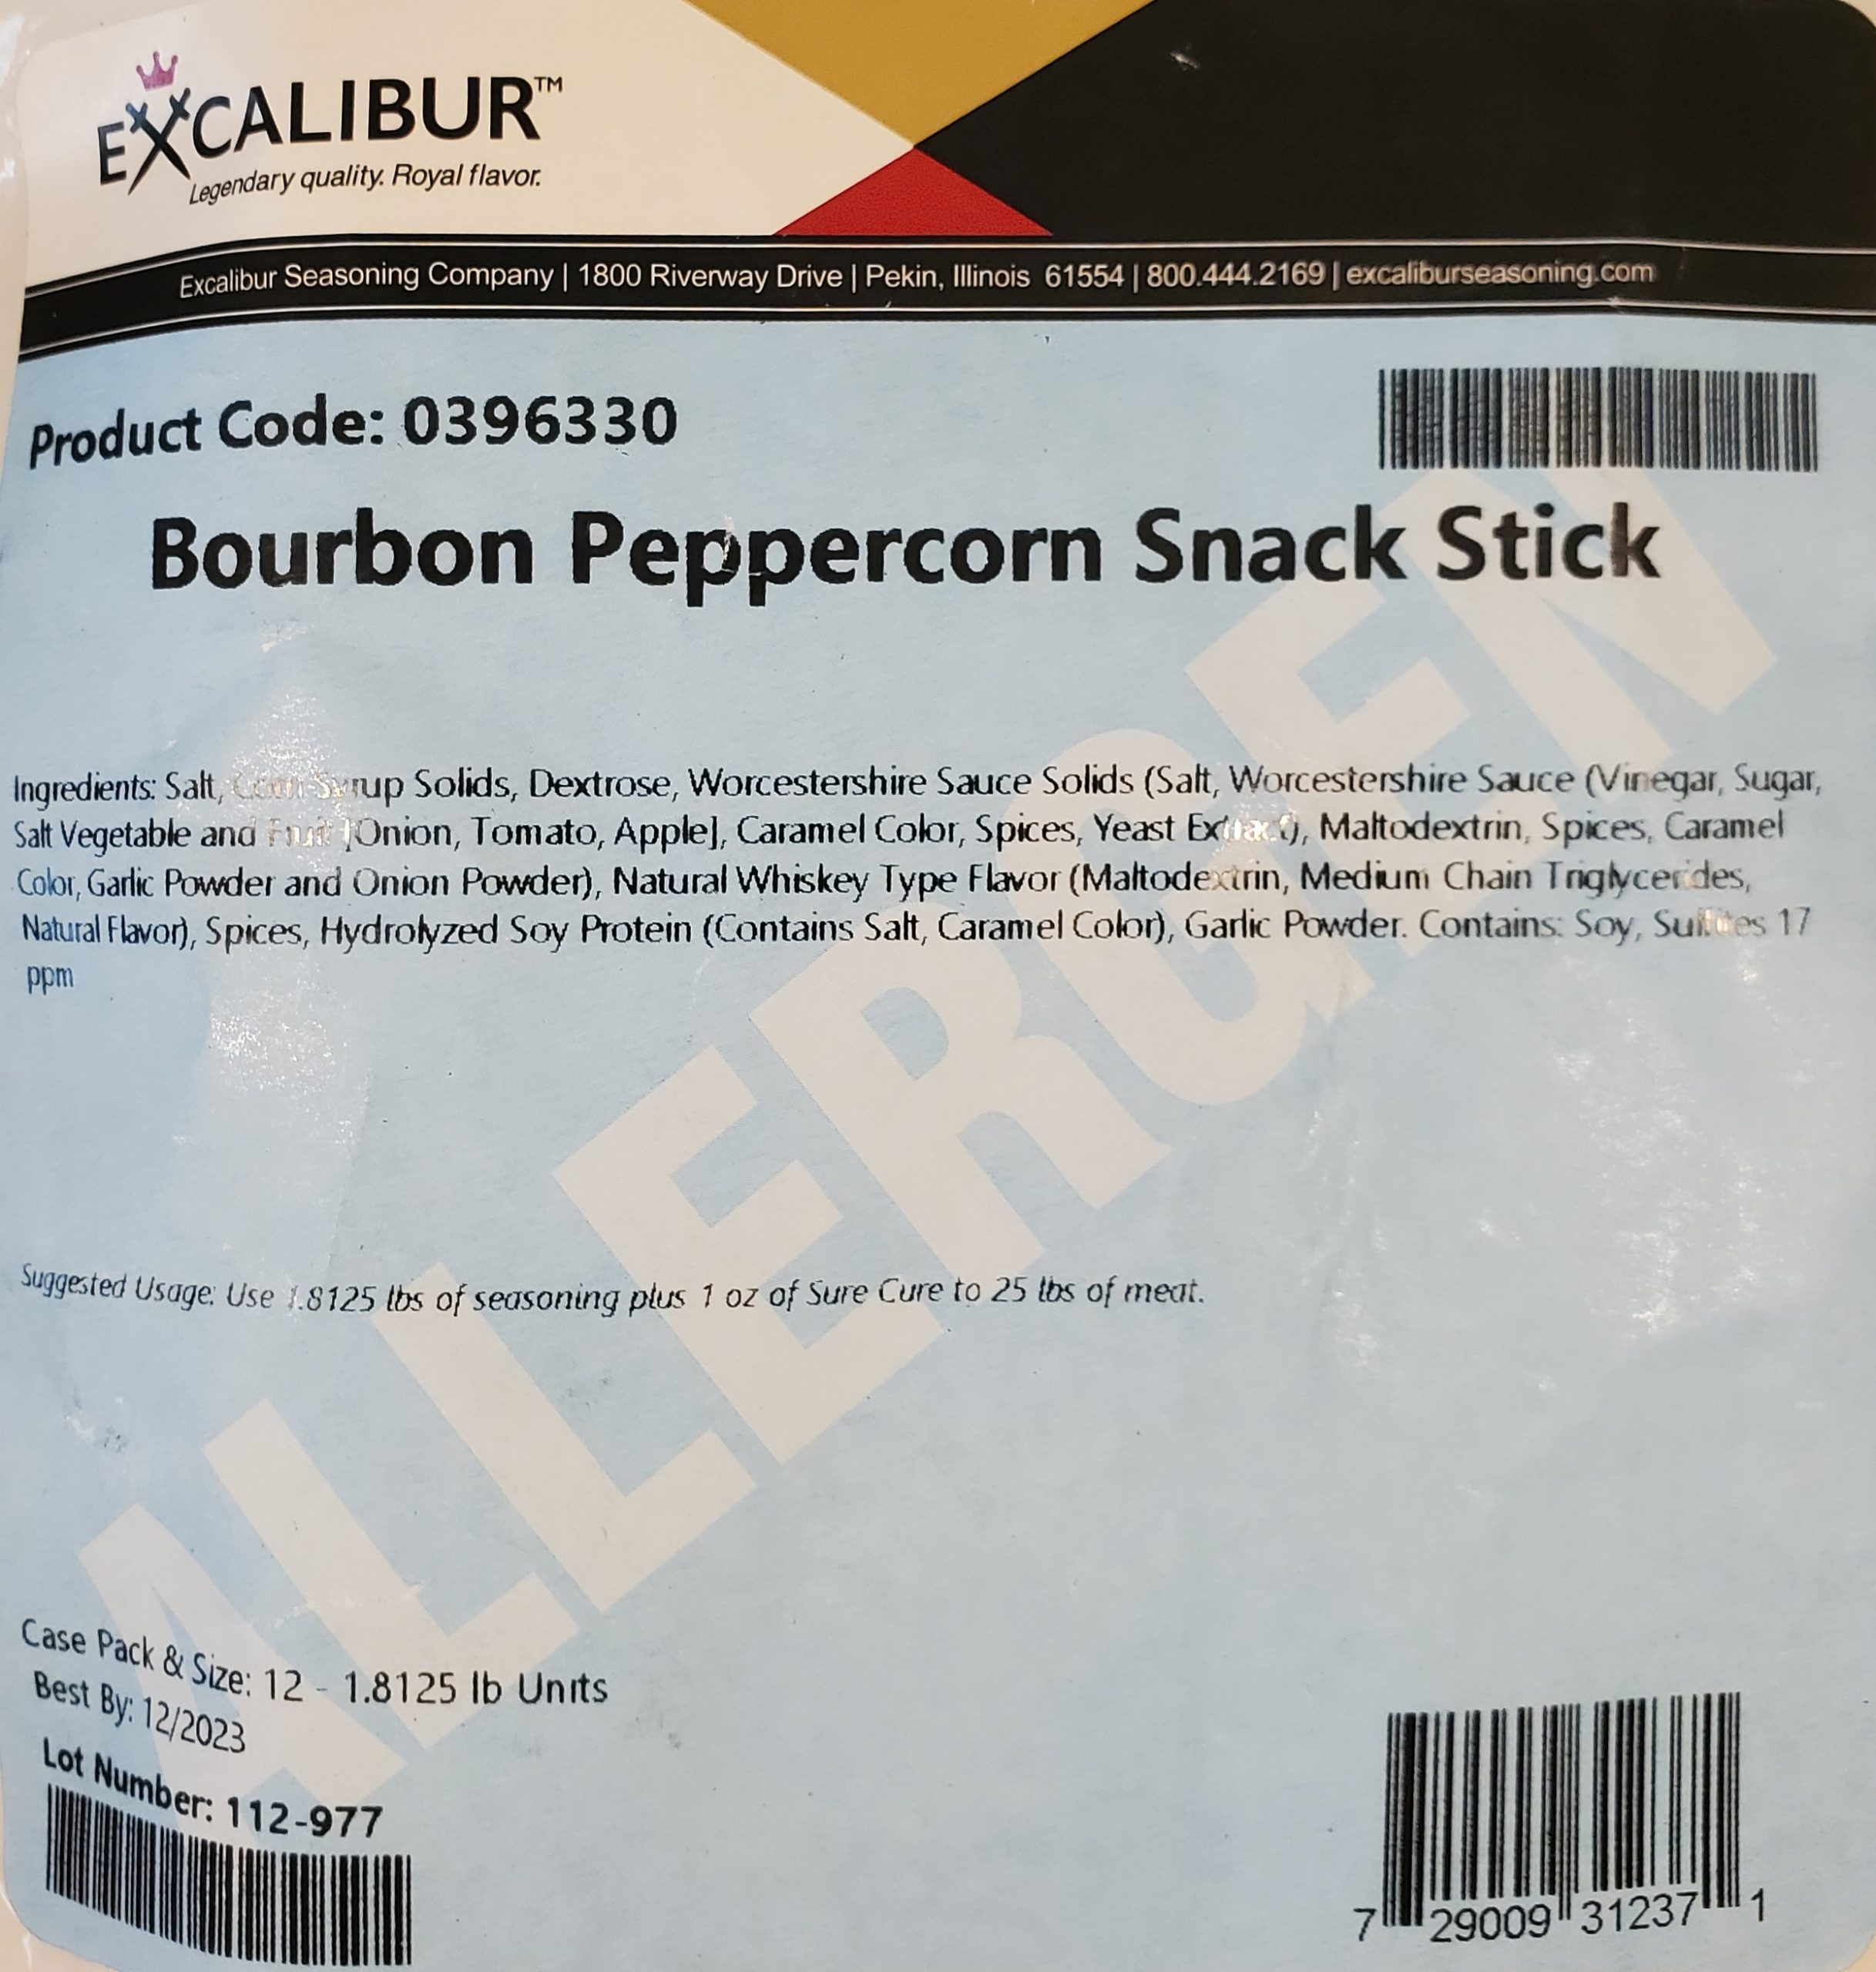 EXCALIBUR™
Legendary quality. Royal flavor.
Excalibur Seasoning Company | 1800 Riverway Drive | Pekin, Illinois 61554 | 800.444.2169 | excaliburseasoning.com
Product Code: 0396330
Bourbon Peppercorn Snack Stick
Ingredients: Salt, Corn Syrup Solids, Dextrose, Worcestershire Sauce Solids (Salt, Worcestershire Sauce (Vinegar, Sugar,
Salt Vegetable and Fruit [Onion, Tomato, Apple], Caramel Color, Spices, Yeast Extract), Maltodextrin, Spices, Caramel
Color, Garlic Powder and Onion Powder), Natural Whiskey Type Flavor (Maltodextrin, Medium Chain Triglycerides,
Natural Flavor), Spices, Hydrolyzed Soy Protein (Contains Salt, Caramel Color), Garlic Powder. Contains: Soy, Sulfites 17
ppm
ALLERGEN
Suggested Usage: Use 1.8125 lbs of seasoning plus 1 oz of Sure Cure to 25 lbs of meat.
Case Pack & Size: 12 - 1.8125 lb Units
Best By: 12/2023
Lot Number: 112-977
7 29009 31237 1